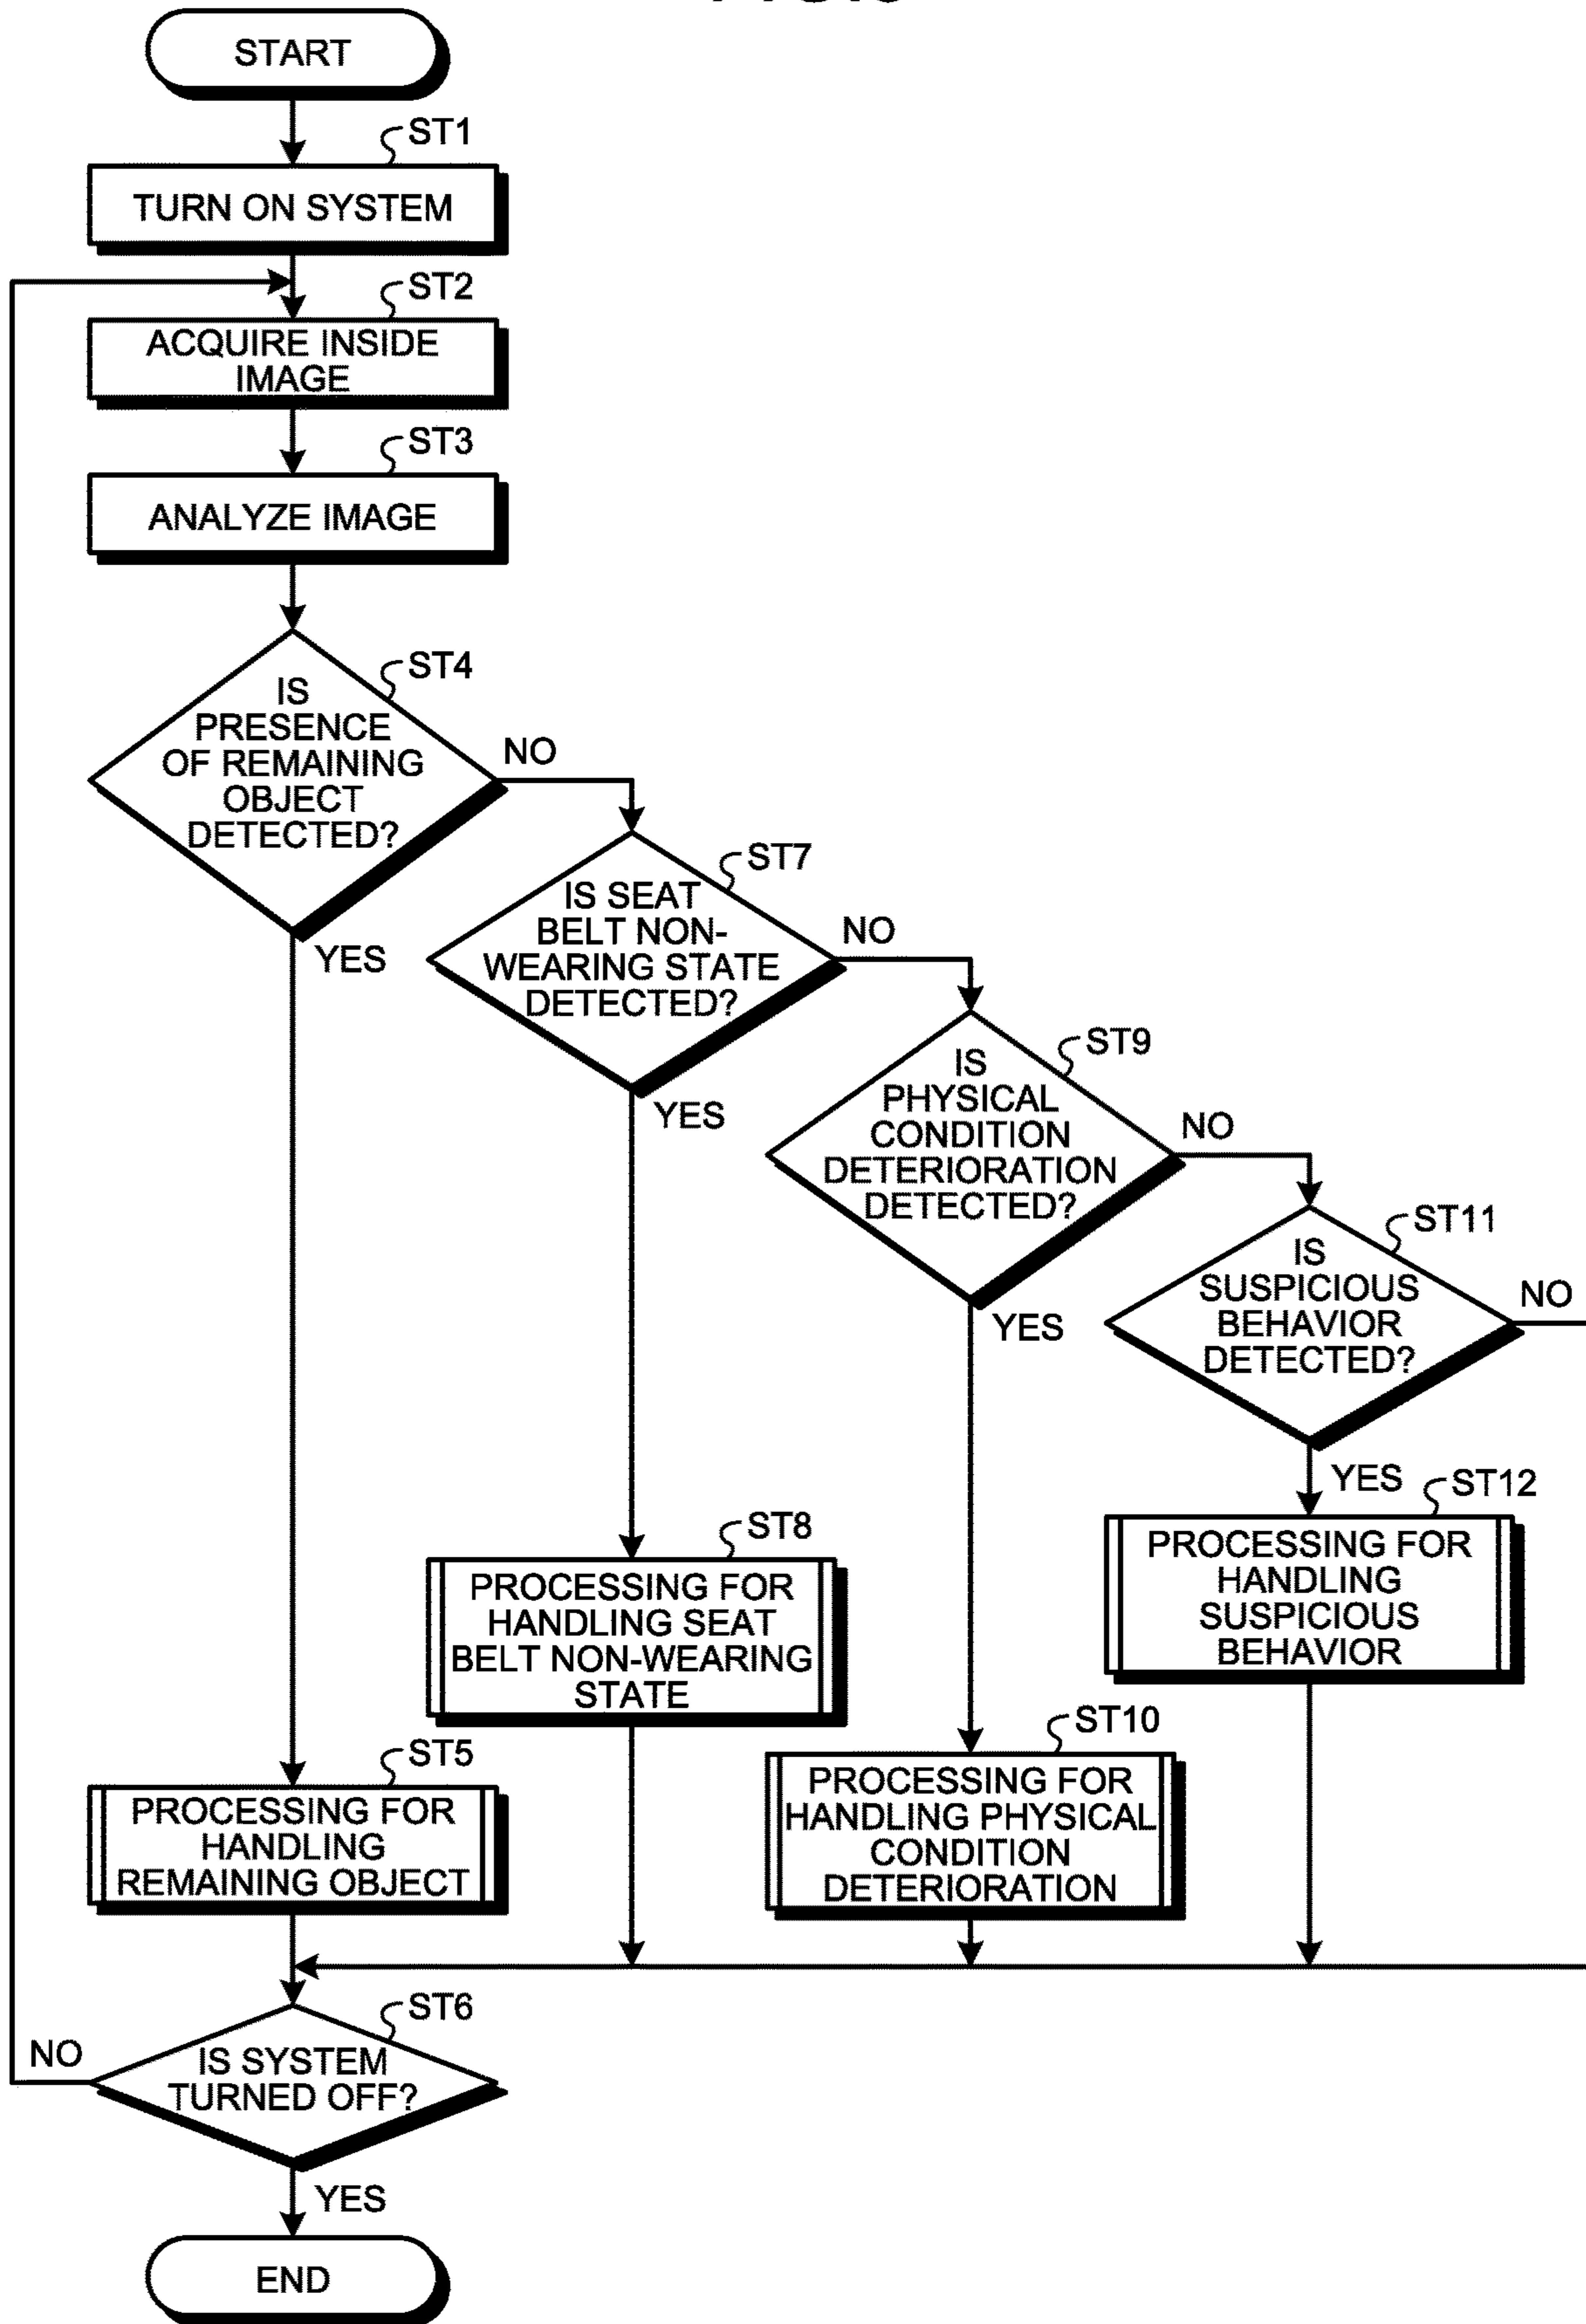 START
ST1
TURN ON SYSTEM
ST2
ACQUIRE INSIDE
IMAGE
ST3
ANALYZE IMAGE
ST4
IS
PRESENCE
OF REMAINING
OBJECT
DETECTED?
NO
YES
ST7
IS SEAT
BELT NON-
WEARING STATE
DETECTED?
NO
YES
ST9
IS
PHYSICAL
CONDITION
DETERIORATION
DETECTED?
NO
YES
ST11
IS
SUSPICIOUS
BEHAVIOR
DETECTED?
NO
YES
ST12
PROCESSING FOR
HANDLING
SUSPICIOUS
BEHAVIOR
ST8
PROCESSING FOR
HANDLING SEAT
BELT NON-WEARING
STATE
ST10
PROCESSING FOR
HANDLING PHYSICAL
CONDITION
DETERIORATION
ST5
PROCESSING FOR
HANDLING
REMAINING OBJECT
ST6
IS SYSTEM
TURNED OFF?
NO
YES
END